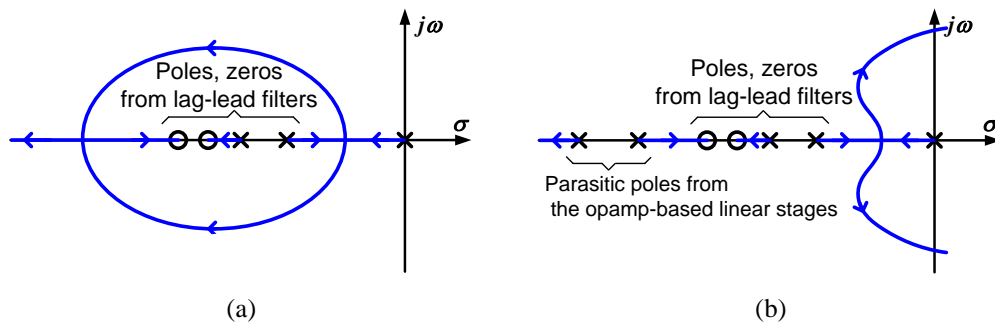 jω
Poles, zeros
from lag-lead filters
σ
(a)
jω
Poles, zeros
from lag-lead filters
σ
Parasitic poles from
the opamp-based linear stages
(b)